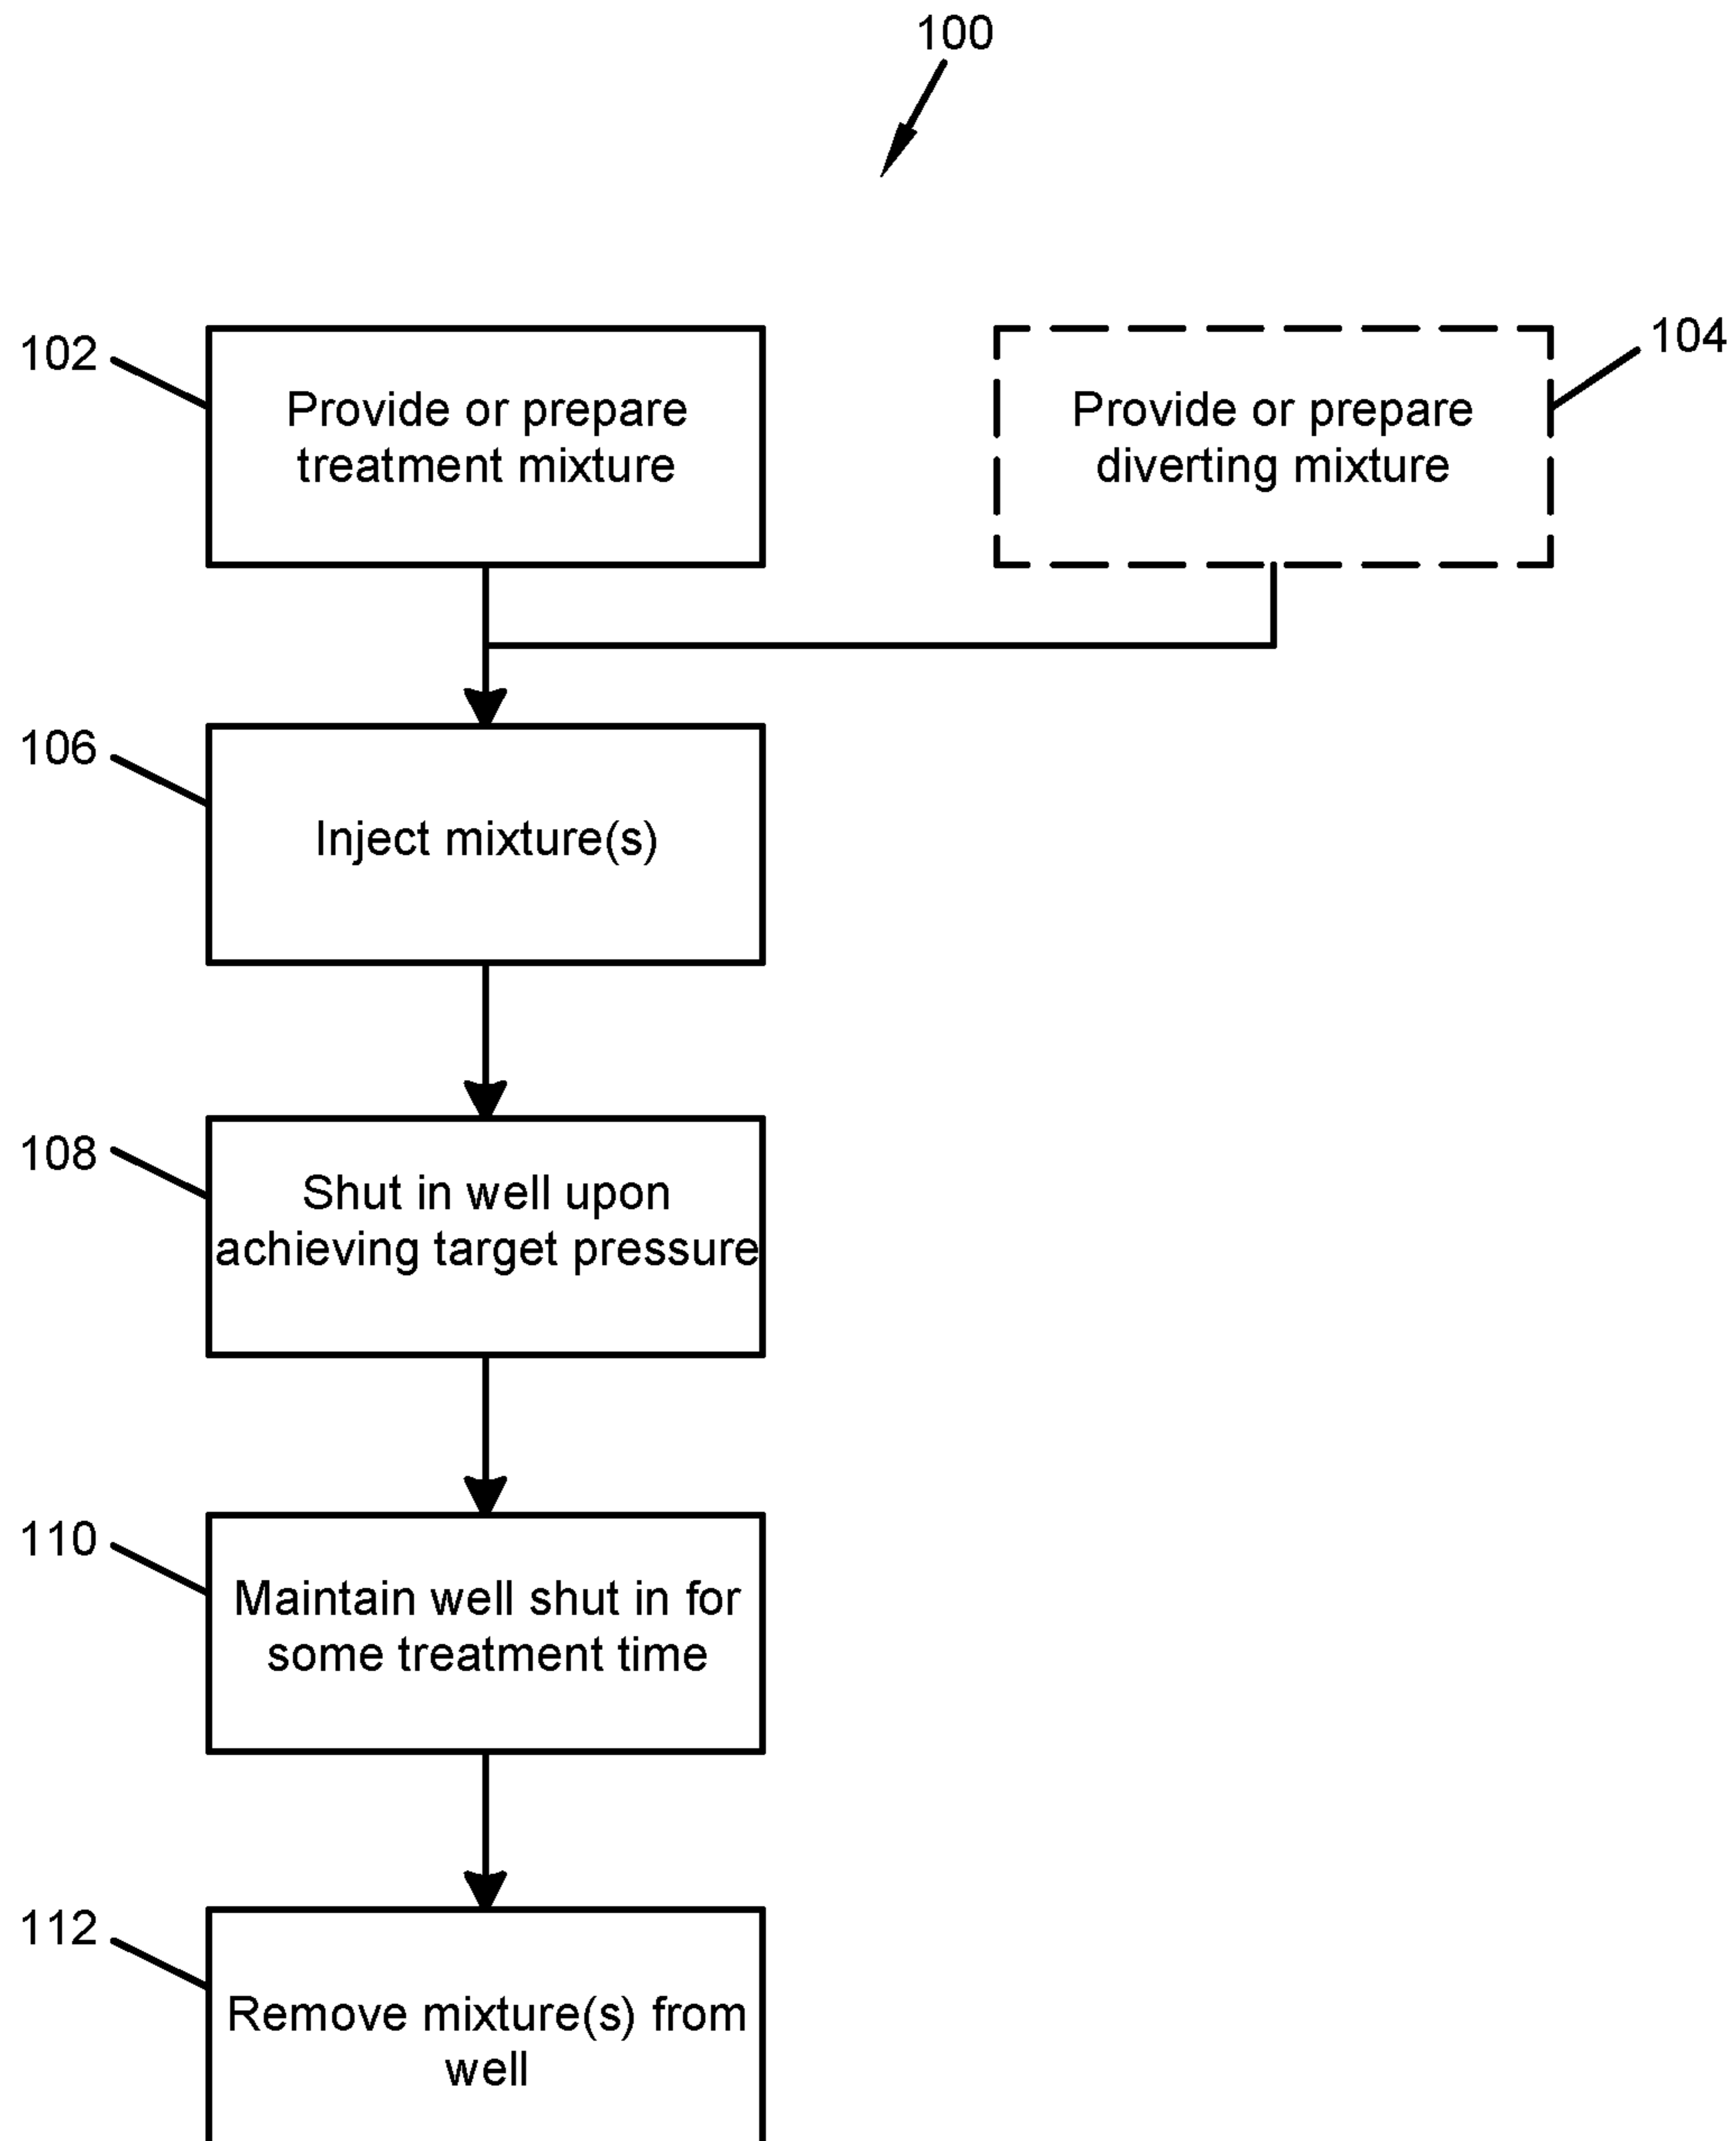 100
102
Provide or prepare
treatment mixture
104
Provide or prepare
diverting mixture
106
Inject mixture(s)
108
Shut in well upon
achieving target pressure
110
Maintain well shut in for
some treatment time
112
Remove mixture(s) from
well